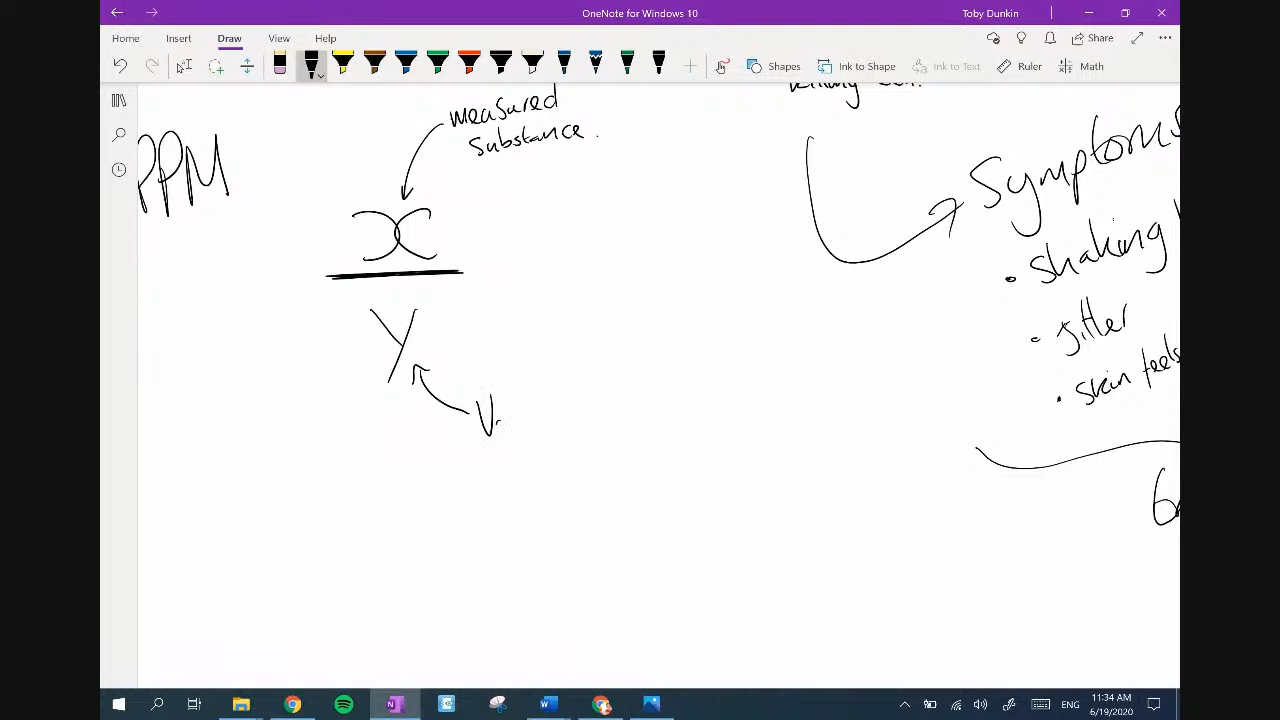 OneNote for Windows 10
Toby Dunkin
Home Insert Draw View Help
Share
Shapes
Ink to Shape
Ink to Text
Ruler
Math
measured
substance.
PPM
x
y
V
Symptoms
• shaking
• jitter
• skin feels
ENG
11:34 AM
6/19/2020